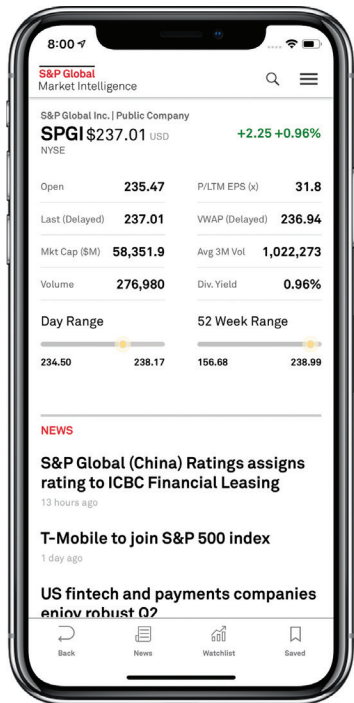 8:00
S&P Global
Market Intelligence
S&P Global Inc. | Public Company
SPGI $237.01 USD
+2.25 +0.96%
NYSE
Open 235.47
P/LTM EPS (x) 31.8
Last (Delayed) 237.01
VWAP (Delayed) 236.94
Mkt Cap ($M) 58,351.9
Avg 3M Vol 1,022,273
Volume 276,980
Div. Yield 0.96%
Day Range
52 Week Range
234.50 238.17
156.68 238.99
NEWS
S&P Global (China) Ratings assigns
rating to ICBC Financial Leasing
13 hours ago
T-Mobile to join S&P 500 index
1 day ago
US fintech and payments companies
enjoy robust Q2
Back News Watchlist Saved